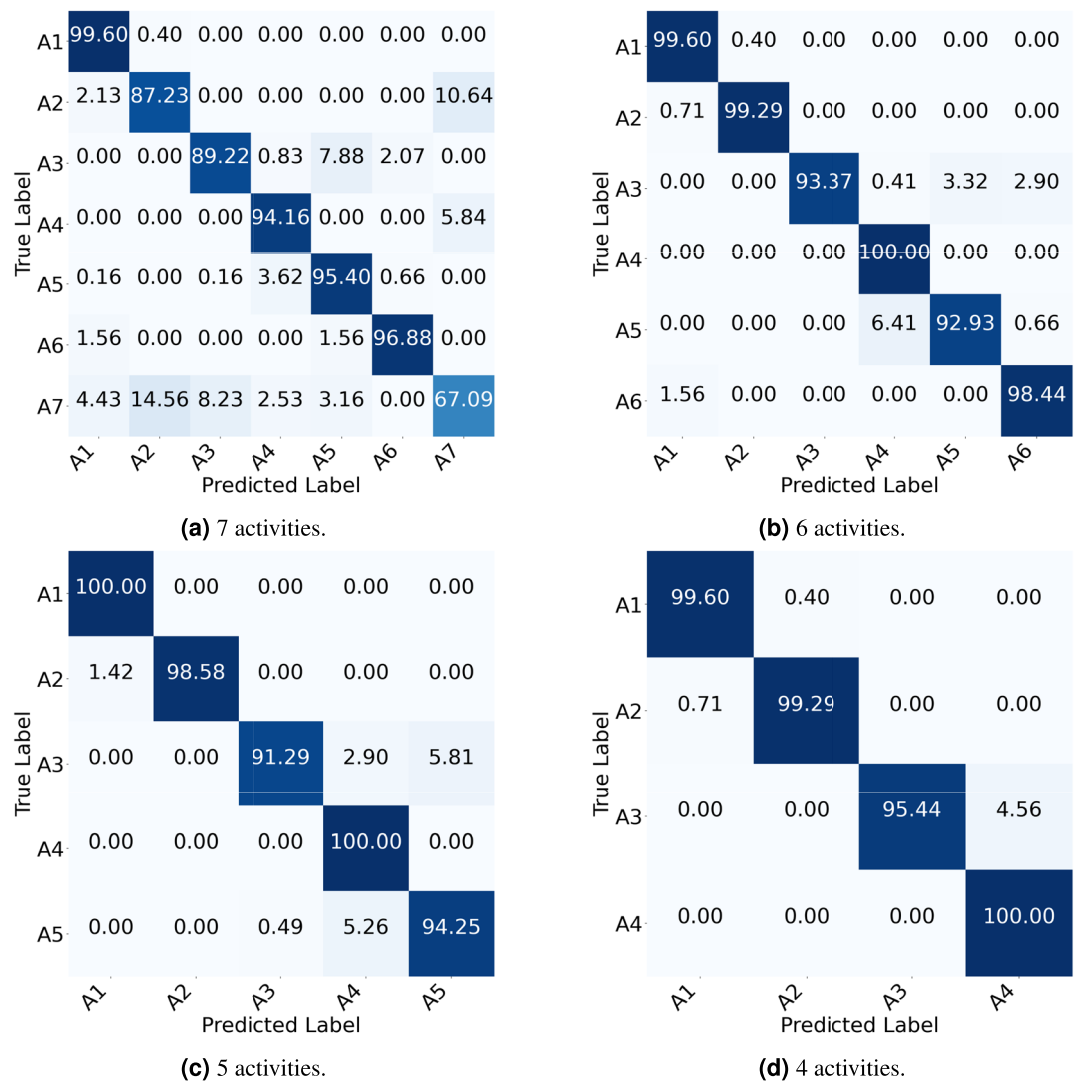 A1 99.60 0.40 0.00 0.00 0.00 0.00 0.00
A2 2.13 87.23 0.00 0.00 0.00 0.00 10.64
A3 0.00 0.00 89.22 0.83 7.88 2.07 0.00
A4 0.00 0.00 0.00 94.16 0.00 0.00 5.84
A5 0.16 0.00 0.16 3.62 95.40 0.66 0.00
A6 1.56 0.00 0.00 0.00 1.56 96.88 0.00
A7 4.43 14.56 8.23 2.53 3.16 0.00 67.09
True Label
A1 A2 A3 A4 A5 A6 A7
Predicted Label
(a) 7 activities.
A1 99.60 0.40 0.00 0.00 0.00 0.00
A2 0.71 99.29 0.00 0.00 0.00 0.00
A3 0.00 0.00 93.37 0.41 3.32 2.90
A4 0.00 0.00 0.00 100.00 0.00 0.00
A5 0.00 0.00 0.00 6.41 92.93 0.66
A6 1.56 0.00 0.00 0.00 0.00 98.44
True Label
A1 A2 A3 A4 A5 A6
Predicted Label
(b) 6 activities.
A1 100.00 0.00 0.00 0.00 0.00
A2 1.42 98.58 0.00 0.00 0.00
A3 0.00 0.00 91.29 2.90 5.81
A4 0.00 0.00 0.00 100.00 0.00
A5 0.00 0.00 0.49 5.26 94.25
True Label
A1 A2 A3 A4 A5
Predicted Label
(c) 5 activities.
A1 99.60 0.40 0.00 0.00
A2 0.71 99.29 0.00 0.00
A3 0.00 0.00 95.44 4.56
A4 0.00 0.00 0.00 100.00
True Label
A1 A2 A3 A4
Predicted Label
(d) 4 activities.